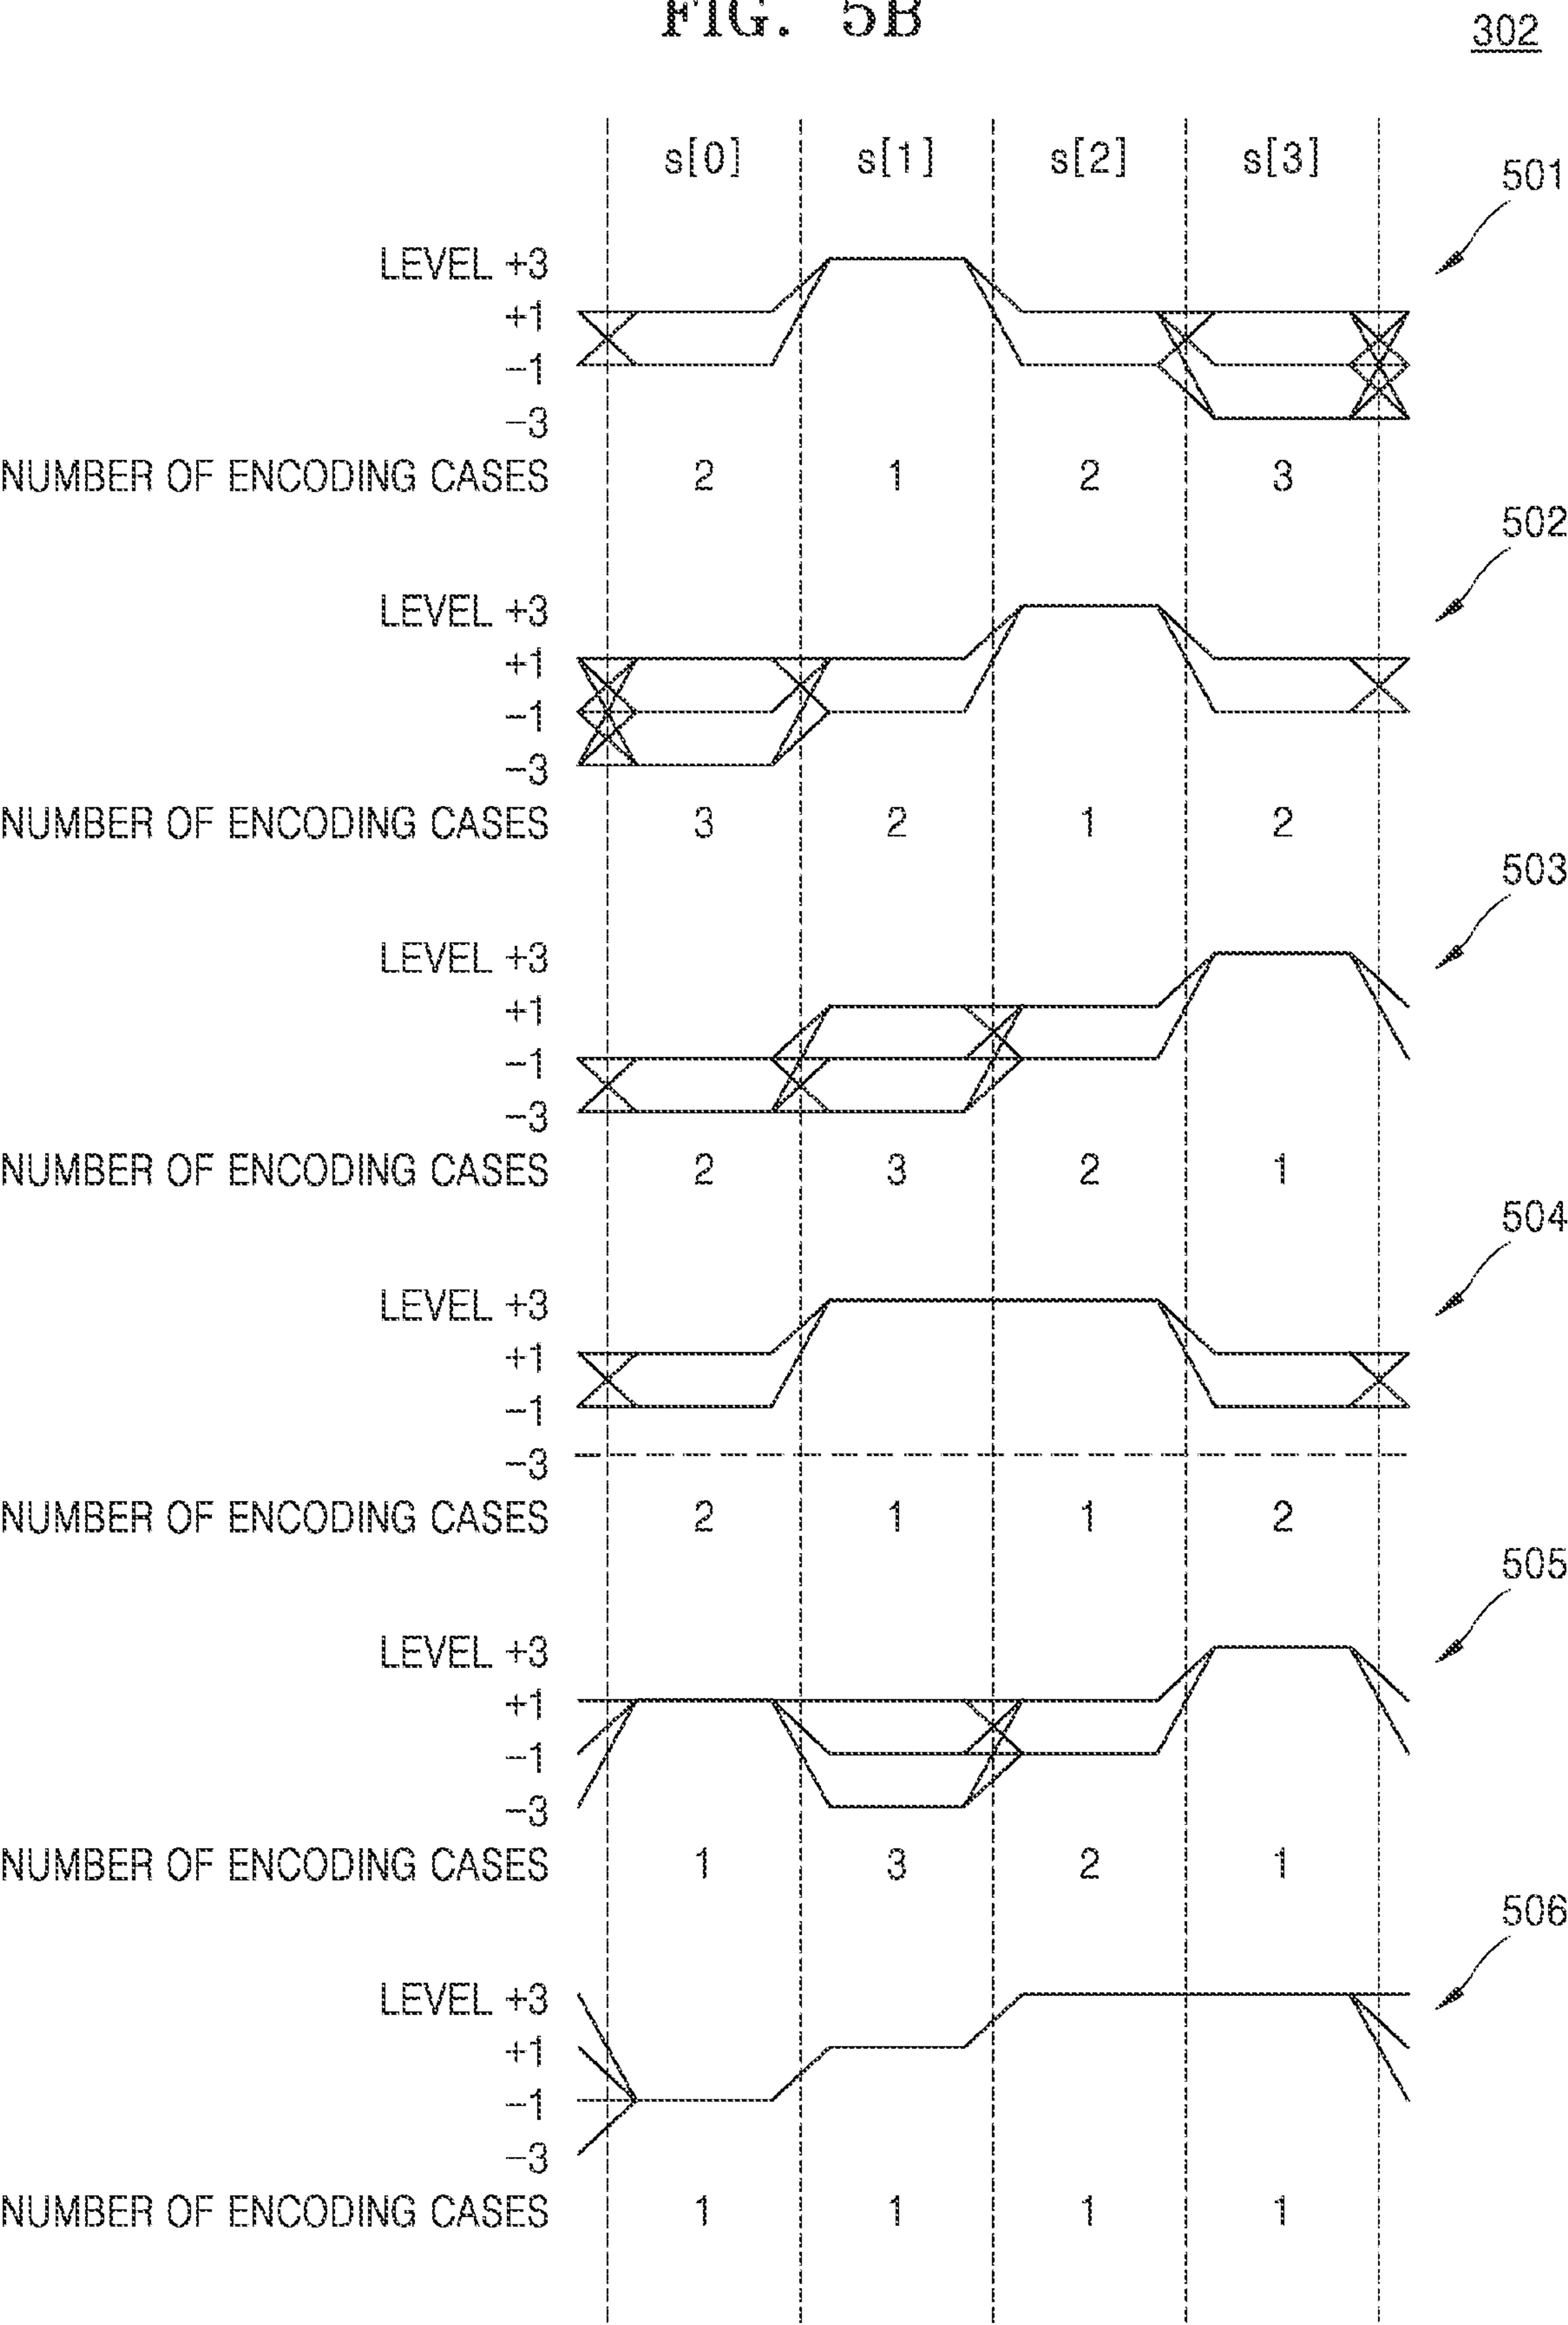 FIG. 5B
302
s[0] s[1] s[2] s[3]
501
LEVEL +3
+1
−1
−3
NUMBER OF ENCODING CASES 2 1 2 3
502
LEVEL +3
+1
−1
−3
NUMBER OF ENCODING CASES 3 2 1 2
503
LEVEL +3
+1
−1
−3
NUMBER OF ENCODING CASES 2 3 2 1
504
LEVEL +3
+1
−1
−3
NUMBER OF ENCODING CASES 2 1 1 2
505
LEVEL +3
+1
−1
−3
NUMBER OF ENCODING CASES 1 3 2 1
506
LEVEL +3
+1
−1
−3
NUMBER OF ENCODING CASES 1 1 1 1